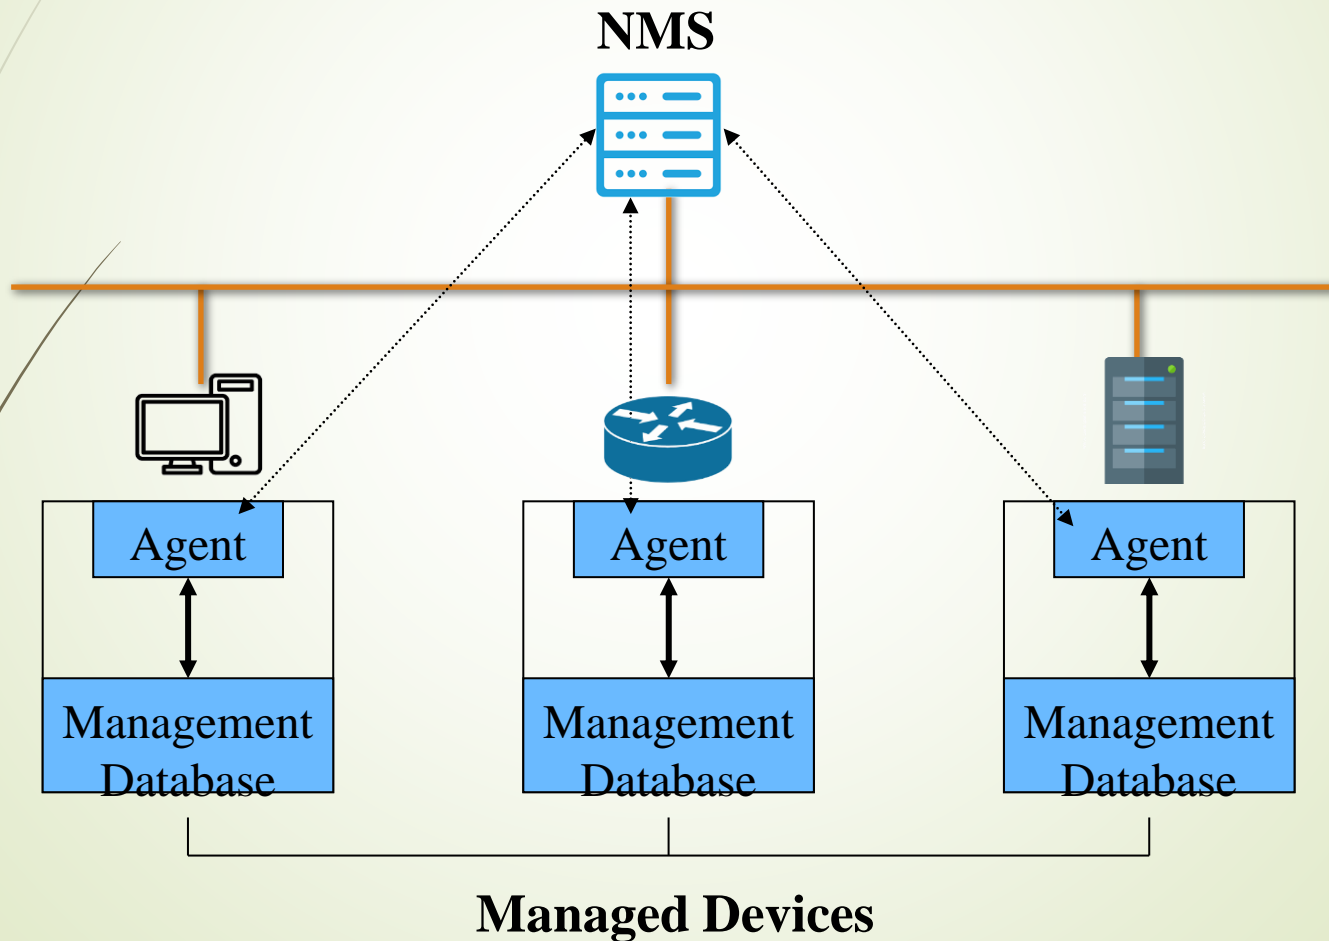 NMS
Agent
Agent
Agent
Management
Database
Management
Database
Management
Database
Managed Devices